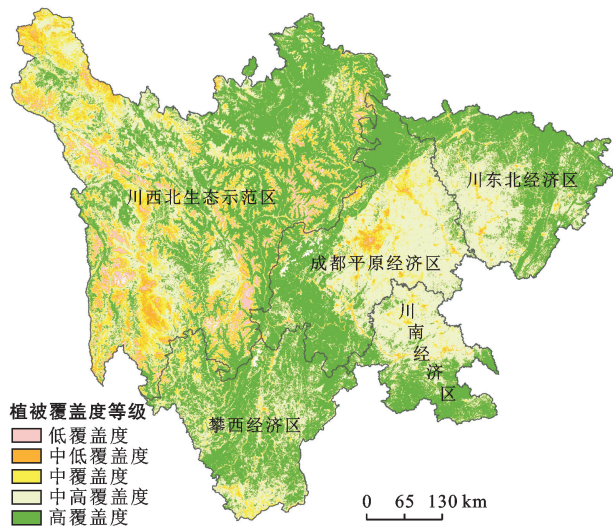 川西北生态示范区
川东北经济区
成都平原经济区
川南经济区
攀西经济区
植被覆盖度等级
低覆盖度
中低覆盖度
中覆盖度
中高覆盖度
高覆盖度
0 65 130 km